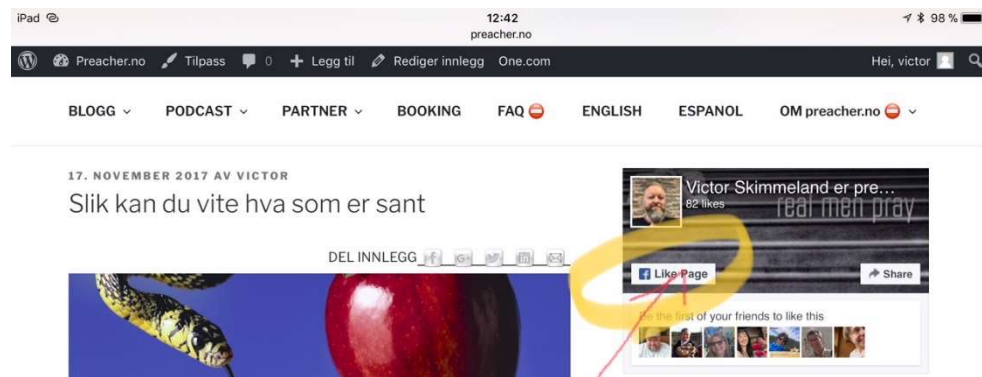 iPad
12:42
98 %
preacher.no
Preacher.no Tilpass 0 Legg til Rediger innlegg One.com Hei, victor
BLOGG PODCAST PARTNER BOOKING FAQ ENGLISH ESPANOL OM preacher.no
17. NOVEMBER 2017 AV VICTOR
Slik kan du vite hva som er sant
DEL INNLEGG
Victor Skimmeland er pre...
82 likes
real men pray
Like Page
Share
Be the first of your friends to like this